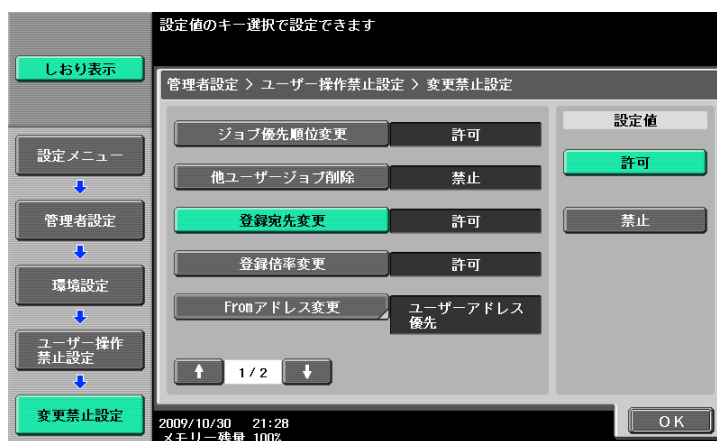 設定値のキー選択で設定できます
しおり表示
管理者設定 > ユーザー操作禁止設定 > 変更禁止設定
設定メニュー
管理者設定
環境設定
ユーザー操作
禁止設定
変更禁止設定
ジョブ優先順位変更 許可
他ユーザージョブ削除 禁止
登録宛先変更 許可
登録倍率変更 許可
Fromアドレス変更 ユーザーアドレス
優先
1/2
設定値
許可
禁止
2009/10/30 21:28
メモリー残量 100%
OK